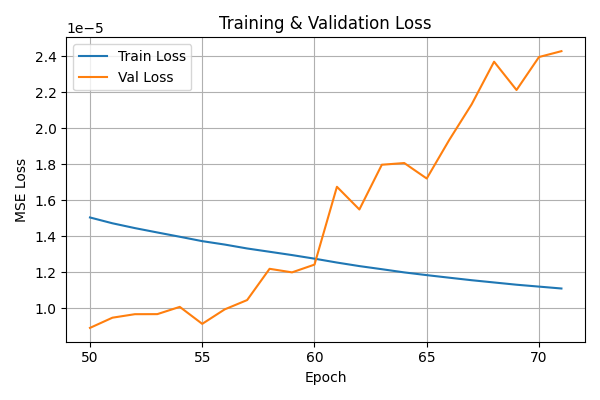 Training & Validation Loss
1e−5
Train Loss
Val Loss
2.4
2.2
2.0
1.8
1.6
1.4
1.2
1.0
MSE Loss
50 55 60 65 70
Epoch